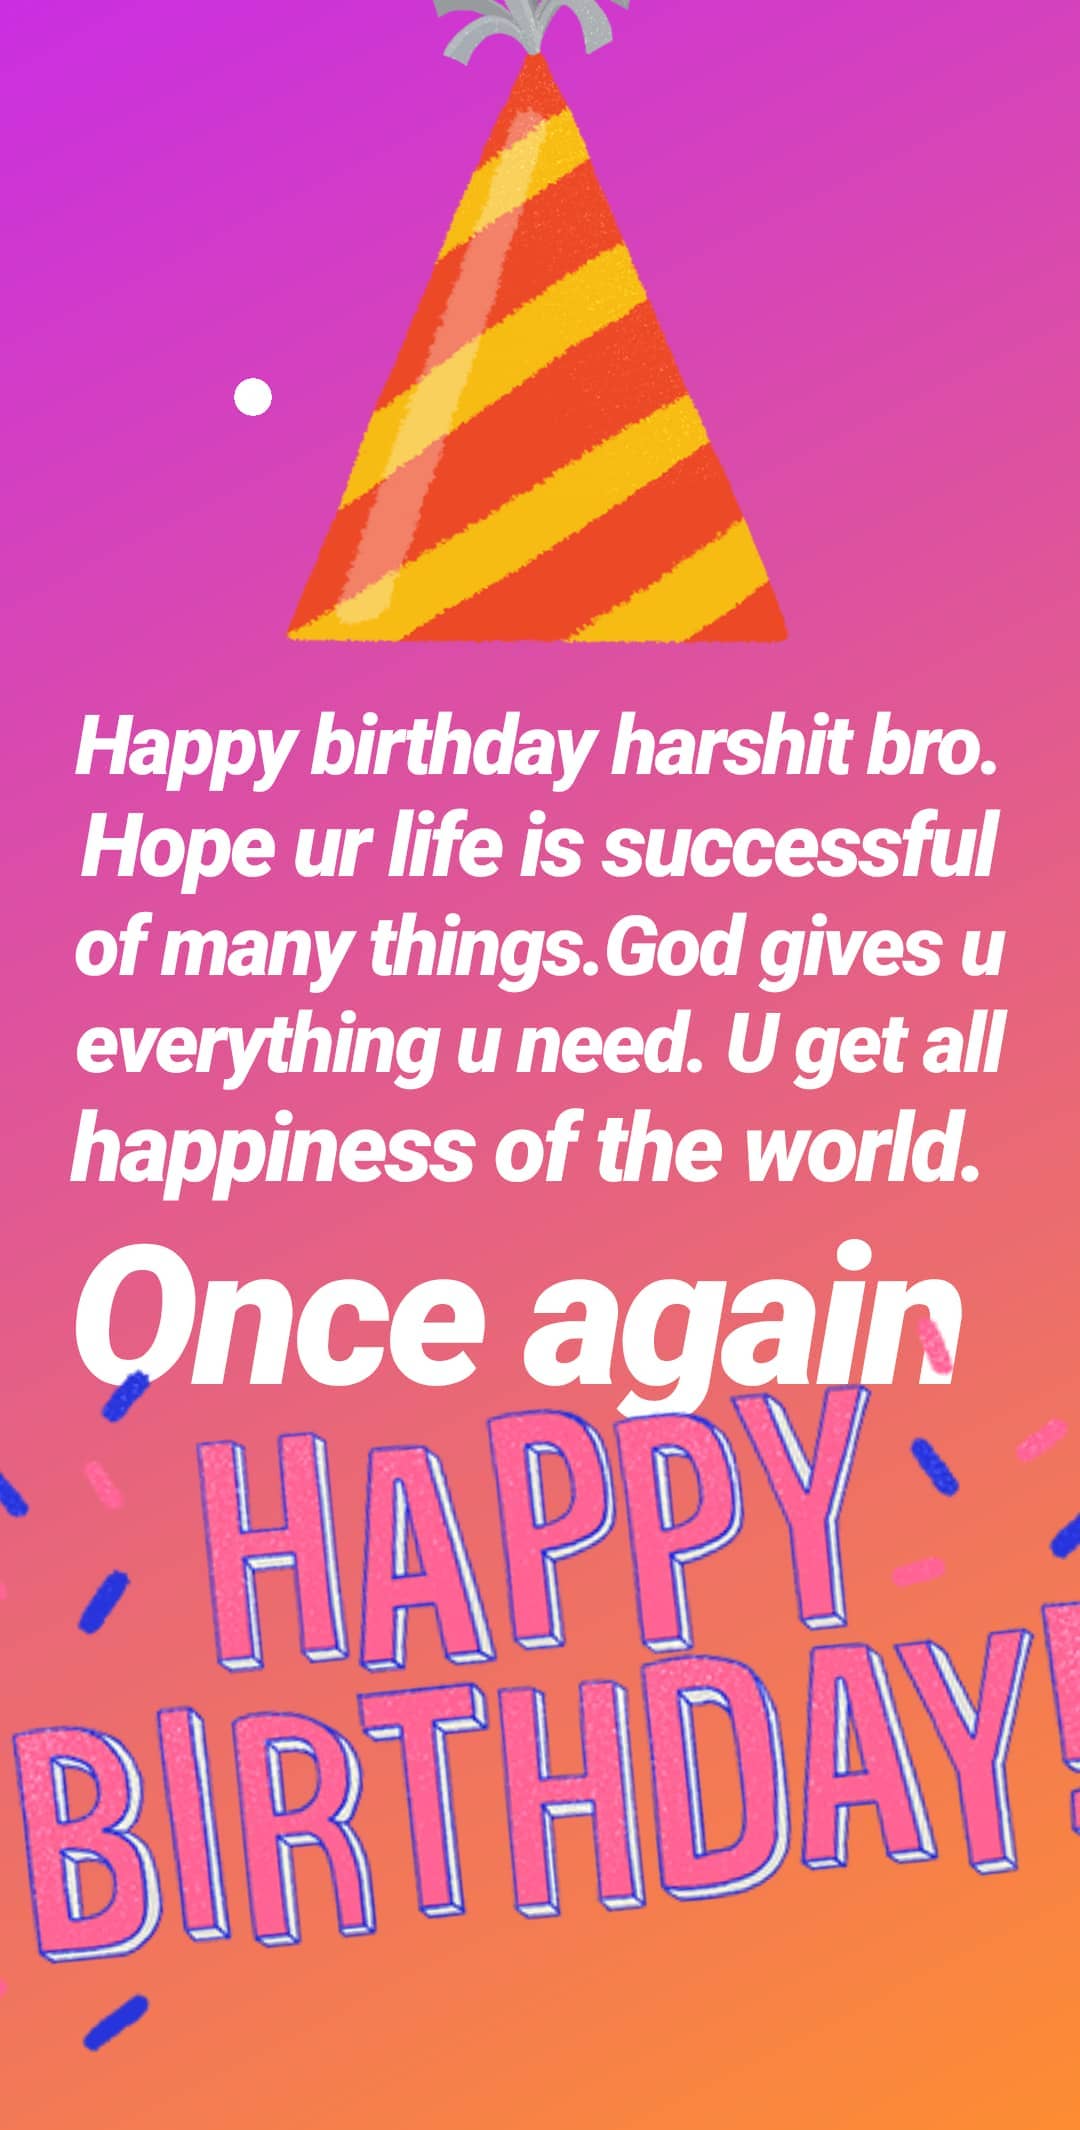 Happy birthday harshit bro.
Hope ur life is successful
of many things.God gives u
everything u need. U get all
happiness of the world.
Once again
HAPPY
BIRTHDAY!